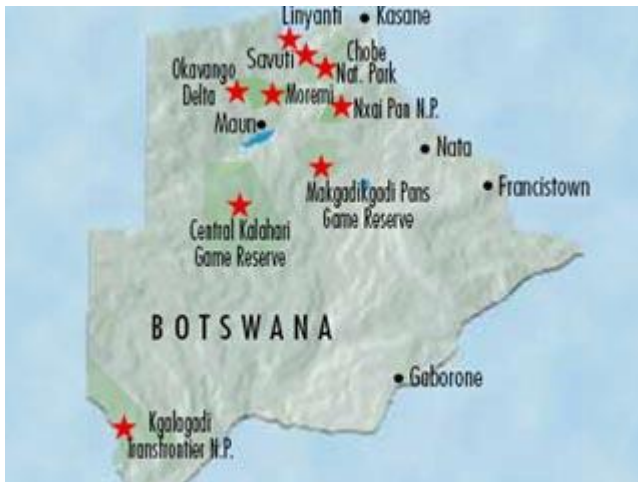 Linyanti
Kasane
Savuti
Chobe
Nat. Park
Okavango
Delta
Moremi
Nxai Pan N.P.
Maun
Nata
Makgadikgadi Pans
Game Reserve
Francistown
Central Kalahari
Game Reserve
BOTSWANA
Gaborone
Kgalagadi
Transfrontier N.P.